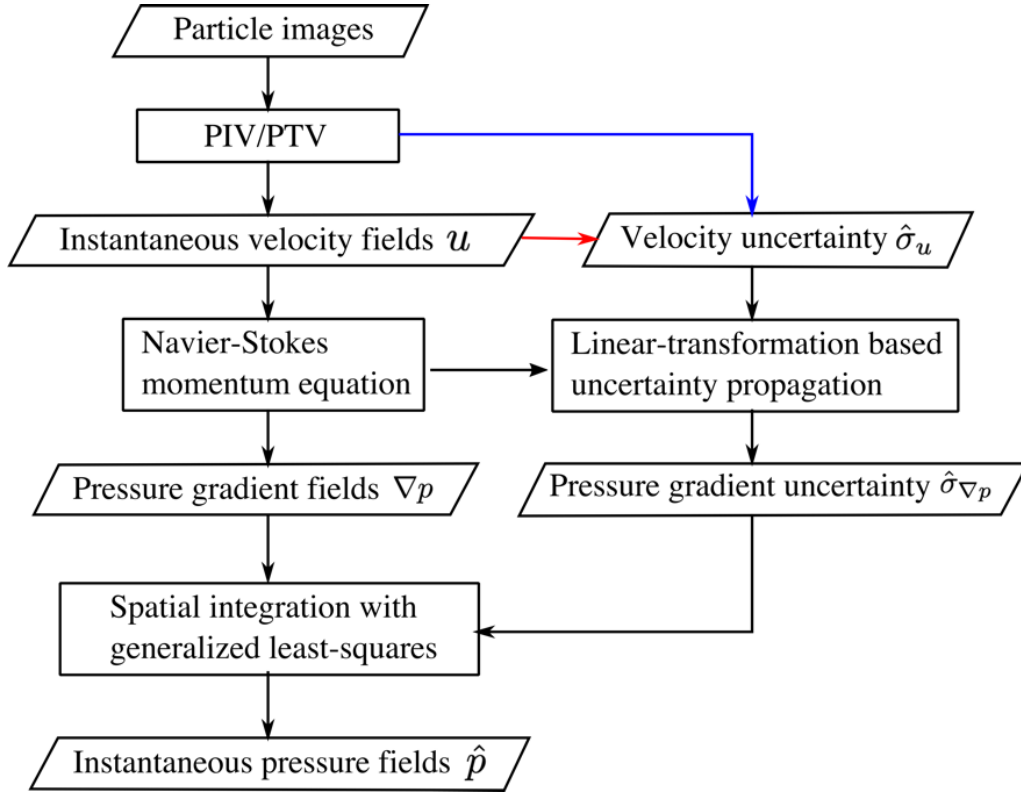 Particle images
PIV/PTV
Instantaneous velocity fields u
Velocity uncertainty σ̂_u
Navier-Stokes
momentum equation
Linear-transformation based
uncertainty propagation
Pressure gradient fields ∇p
Pressure gradient uncertainty σ̂_∇p
Spatial integration with
generalized least-squares
Instantaneous pressure fields p̂